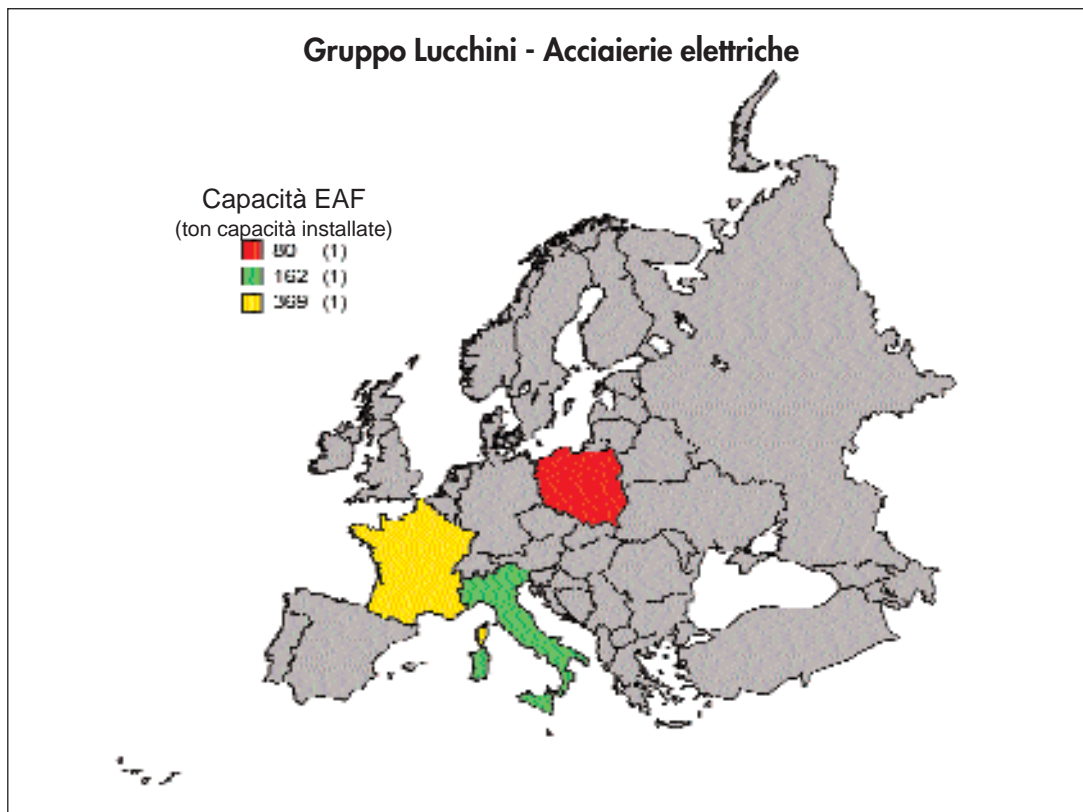 Gruppo Lucchini - Acciaierie elettriche
Capacità EAF
(ton capacità installate)
80 (1)
162 (1)
369 (1)